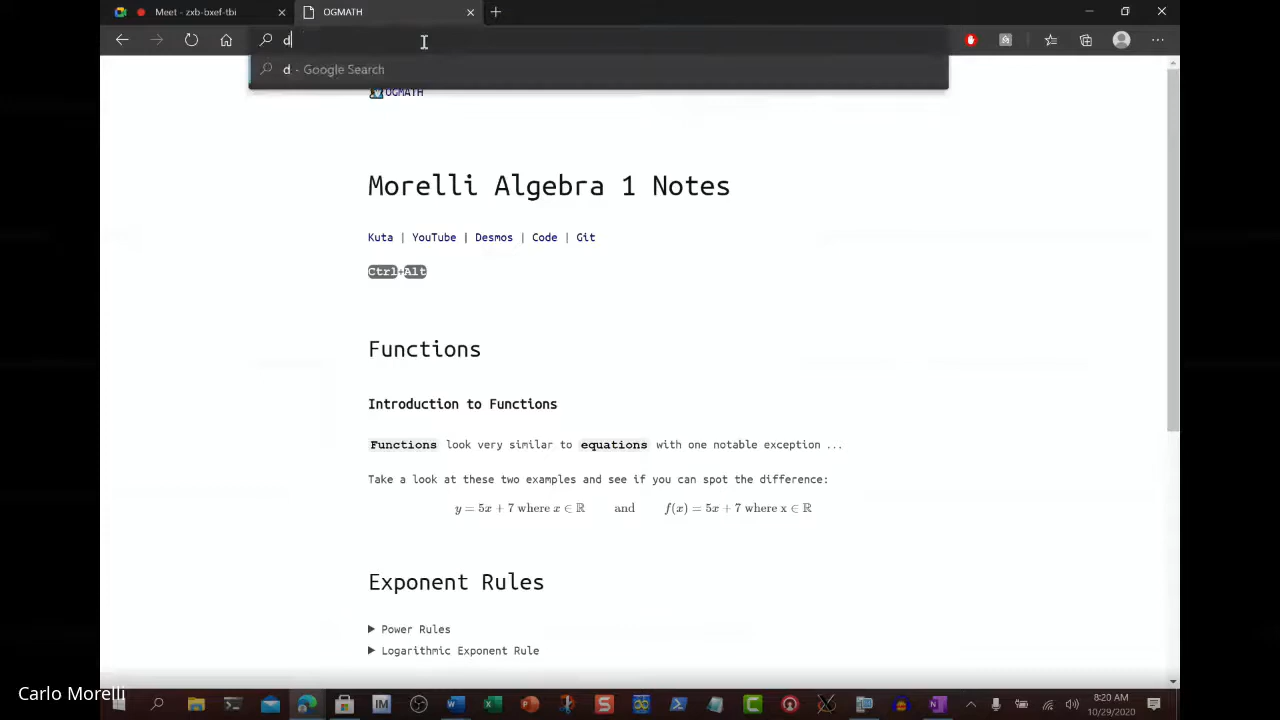 Meet - zxb-bxef-tbi
OGMATH
d
d - Google Search
OGMATH
Morelli Algebra 1 Notes
Kuta | YouTube | Desmos | Code | Git
Ctrl+Alt
Functions
Introduction to Functions
Functions look very similar to equations with one notable exception ...
Take a look at these two examples and see if you can spot the difference:
y = 5x + 7 where x ∈ ℝ and f(x) = 5x + 7 where x ∈ ℝ
Exponent Rules
Power Rules
Logarithmic Exponent Rule
Carlo Morelli
IM
8:20 AM
10/29/2020